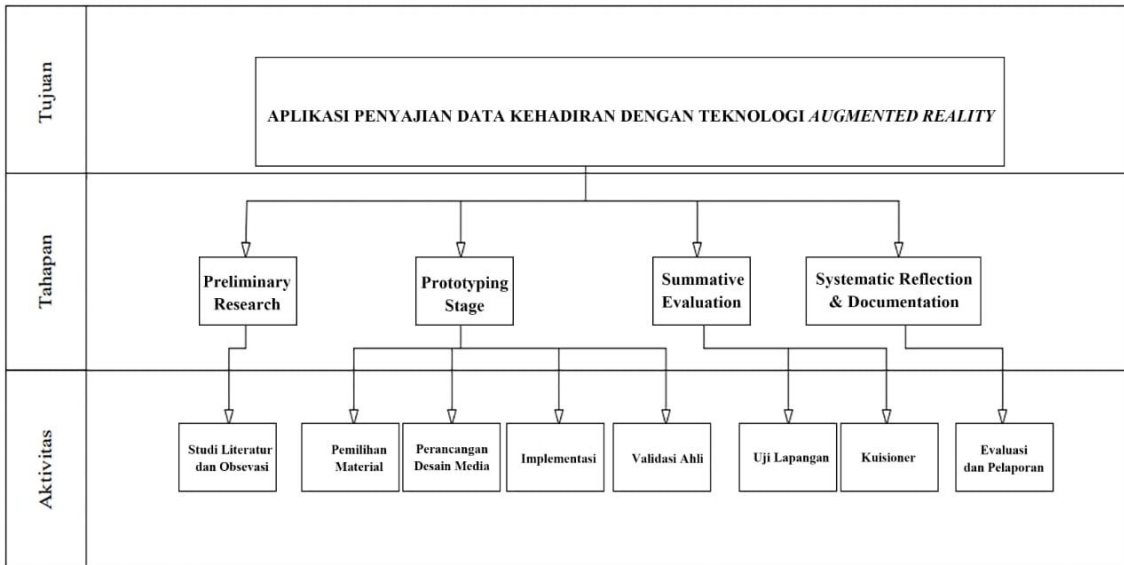 Tujuan
APLIKASI PENYAJIAN DATA KEHADIRAN DENGAN TEKNOLOGI AUGMENTED REALITY
Tahapan
Preliminary
Research
Prototyping
Stage
Summative
Evaluation
Systematic Reflection
& Documentation
Aktivitas
Studi Literatur
dan Obsevasi
Pemilihan
Material
Perancangan
Desain Media
Implementasi
Validasi Ahli
Uji Lapangan
Kuisioner
Evaluasi
dan Pelaporan